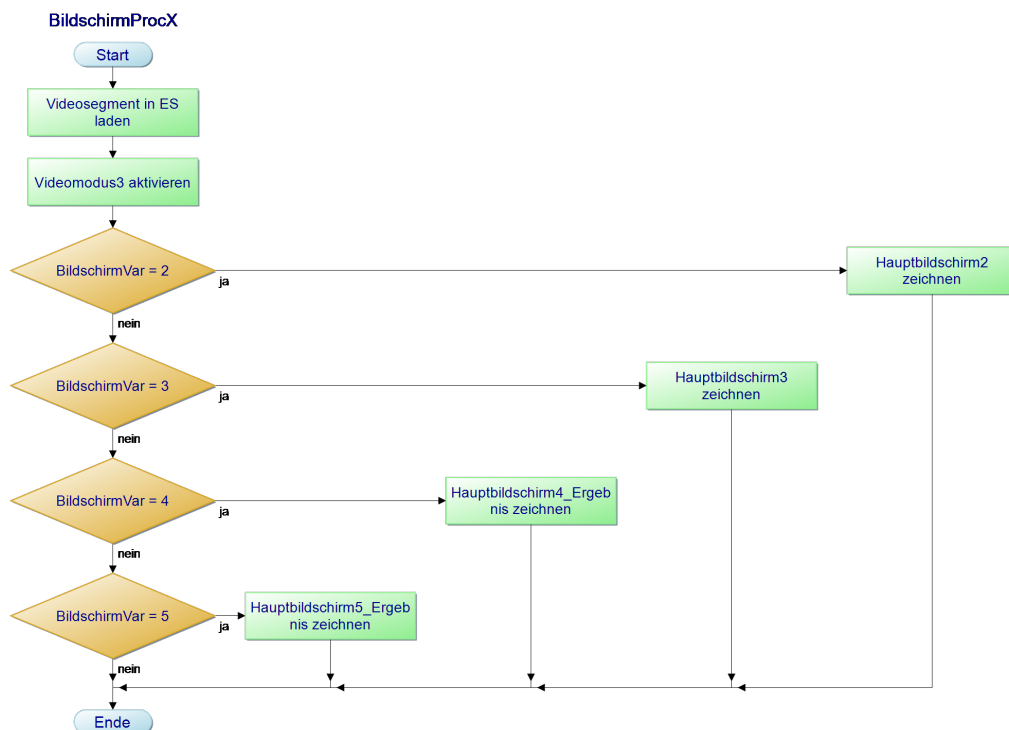 BildschirmProcX
Start
Videosegment in ES
laden
Videomodus3 aktivieren
BildschirmVar = 2
ja
Hauptbildschirm2
zeichnen
nein
BildschirmVar = 3
ja
Hauptbildschirm3
zeichnen
nein
BildschirmVar = 4
ja
Hauptbildschirm4_Ergeb
nis zeichnen
nein
BildschirmVar = 5
ja
Hauptbildschirm5_Ergeb
nis zeichnen
nein
Ende